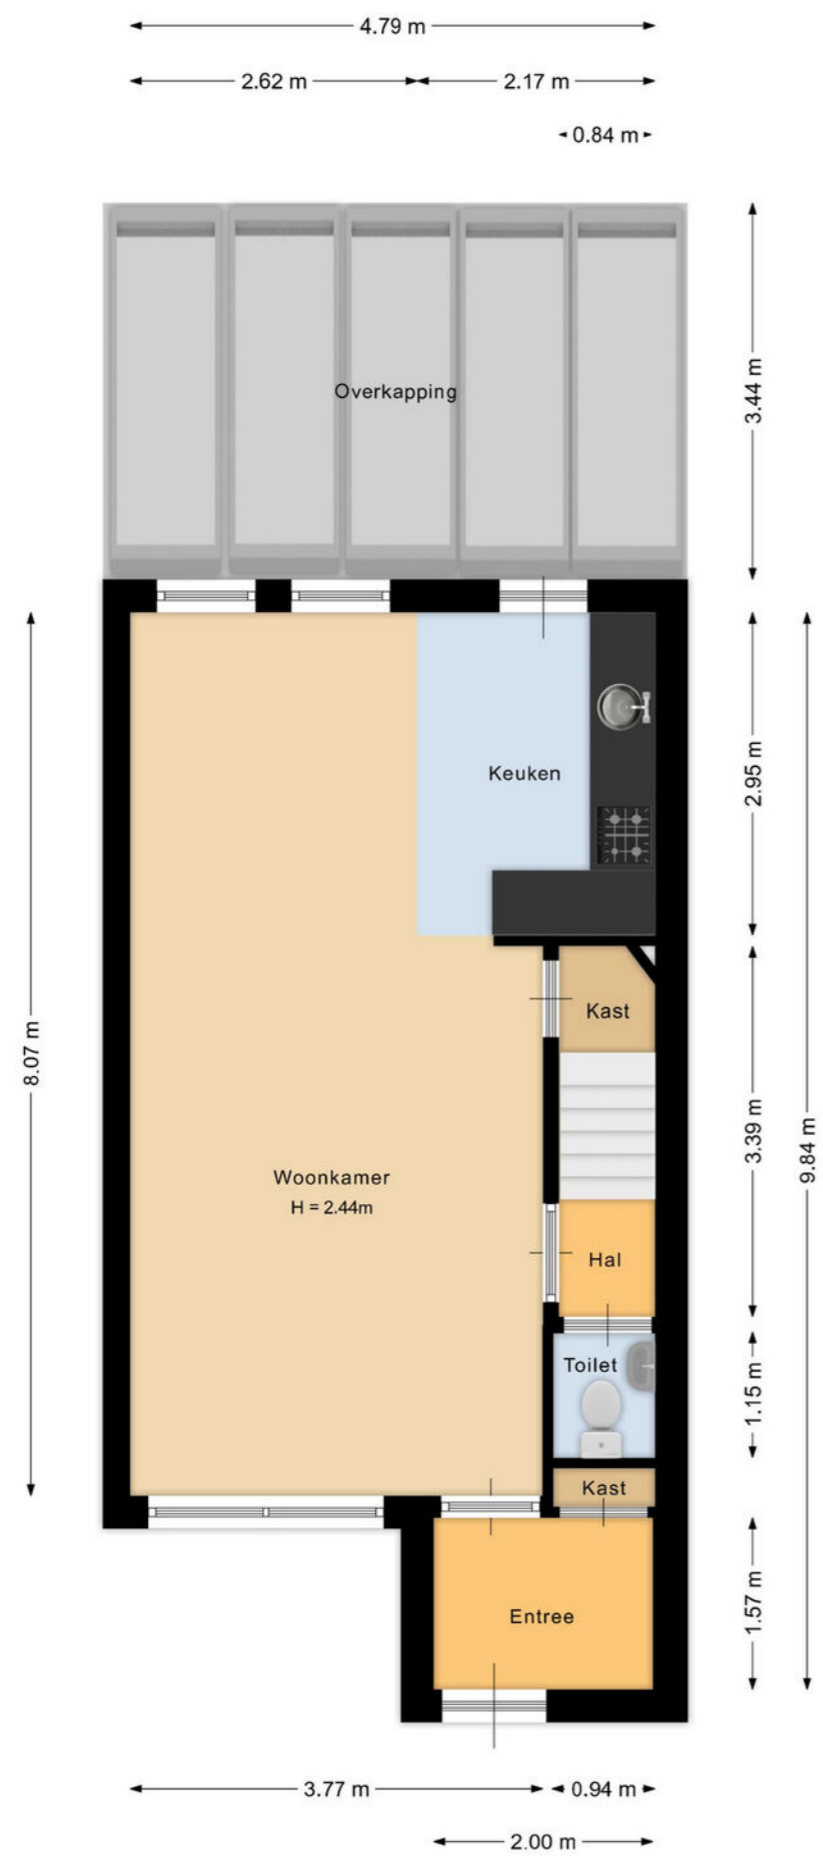 4.79 m
2.62 m
2.17 m
0.84 m
Overkapping
3.44 m
Keuken
2.95 m
Kast
8.07 m
3.39 m
9.84 m
Woonkamer
H = 2.44m
Hal
Toilet
1.15 m
Kast
Entree
1.57 m
3.77 m
0.94 m
2.00 m